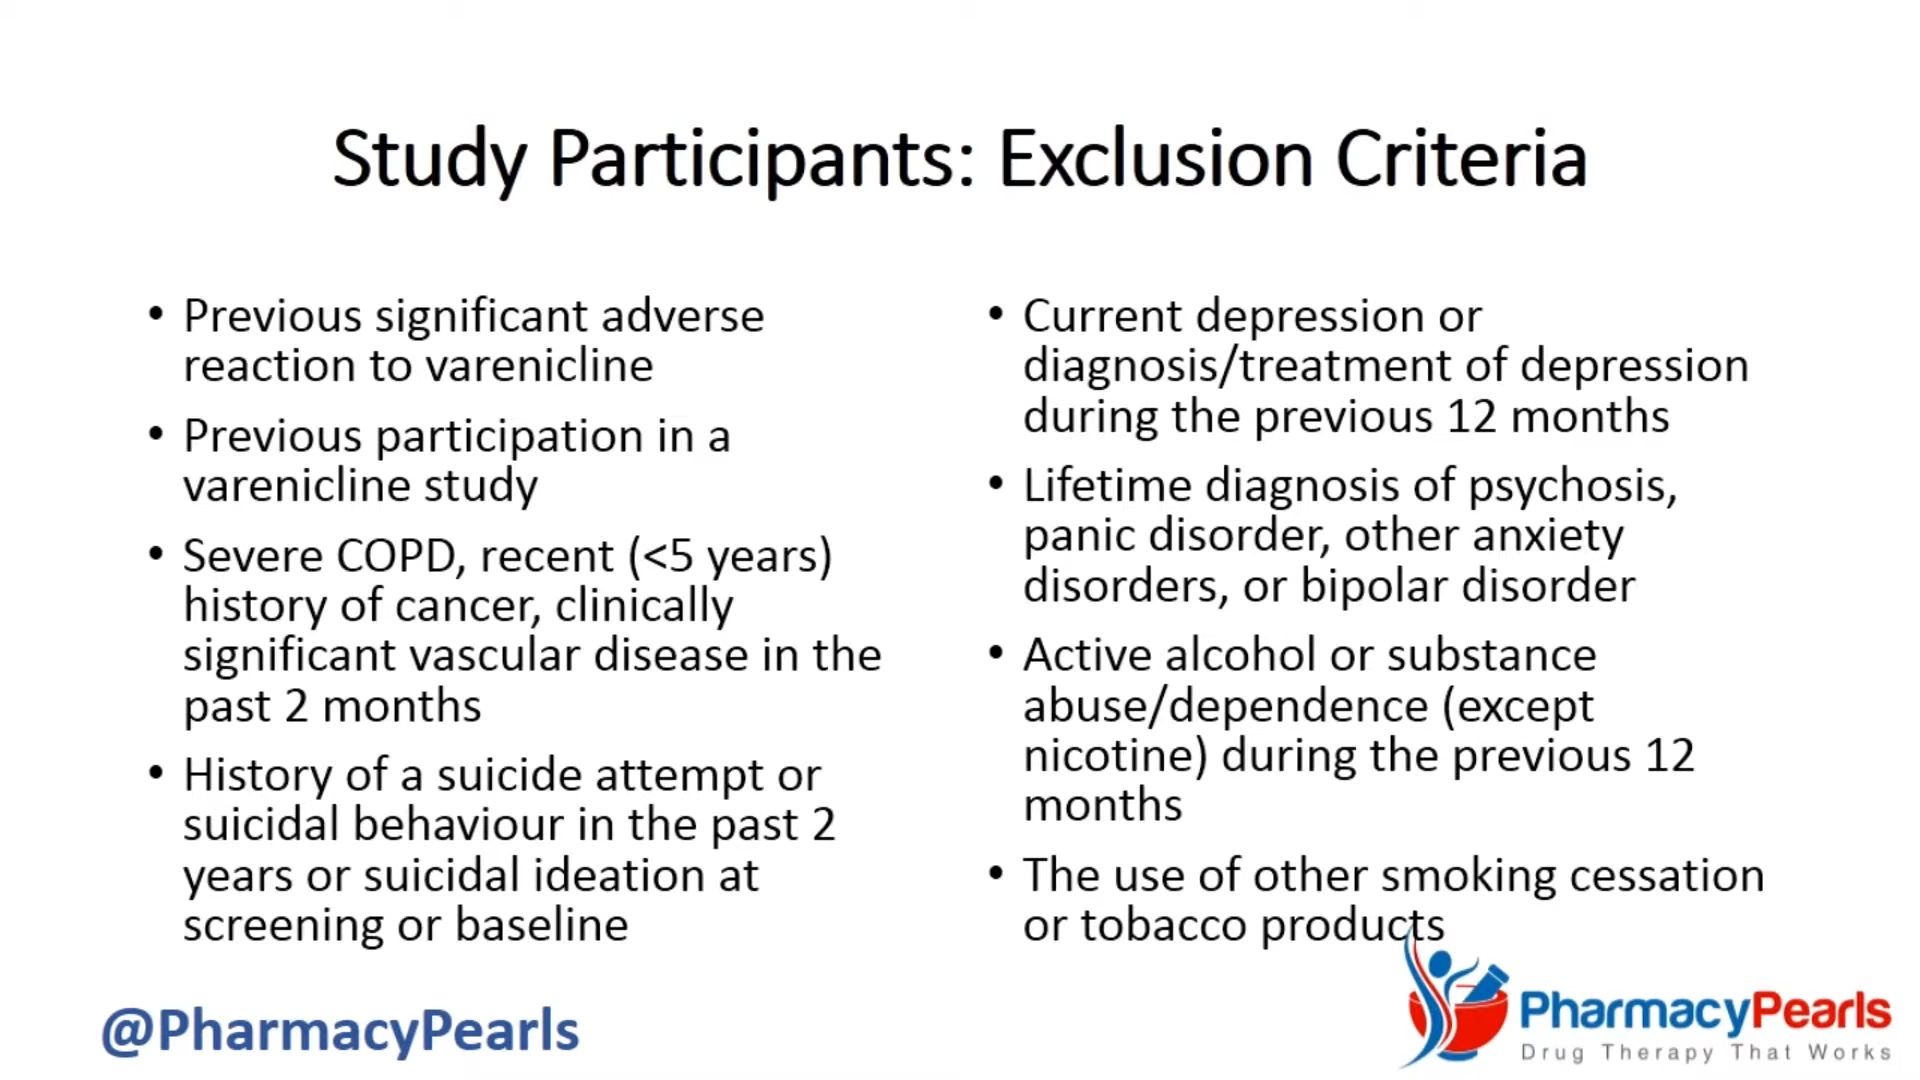 Study Participants: Exclusion Criteria
• Previous significant adverse
reaction to varenicline
• Previous participation in a
varenicline study
• Severe COPD, recent (<5 years)
history of cancer, clinically
significant vascular disease in the
past 2 months
• History of a suicide attempt or
suicidal behaviour in the past 2
years or suicidal ideation at
screening or baseline
• Current depression or
diagnosis/treatment of depression
during the previous 12 months
• Lifetime diagnosis of psychosis,
panic disorder, other anxiety
disorders, or bipolar disorder
• Active alcohol or substance
abuse/dependence (except
nicotine) during the previous 12
months
• The use of other smoking cessation
or tobacco products
@PharmacyPearls
PharmacyPearls
Drug Therapy That Works